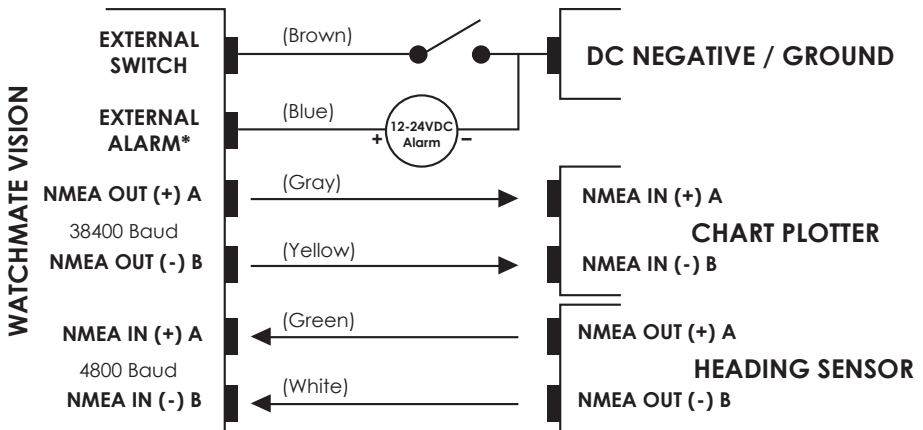 WATCHMATE VISION
EXTERNAL
SWITCH
(Brown)
DC NEGATIVE / GROUND
EXTERNAL
ALARM*
(Blue)
+
12-24VDC
Alarm
–
NMEA OUT (+) A
(Gray)
NMEA IN (+) A
38400 Baud
CHART PLOTTER
NMEA OUT (-) B
(Yellow)
NMEA IN (-) B
NMEA IN (+) A
(Green)
NMEA OUT (+) A
4800 Baud
HEADING SENSOR
NMEA IN (-) B
(White)
NMEA OUT (-) B